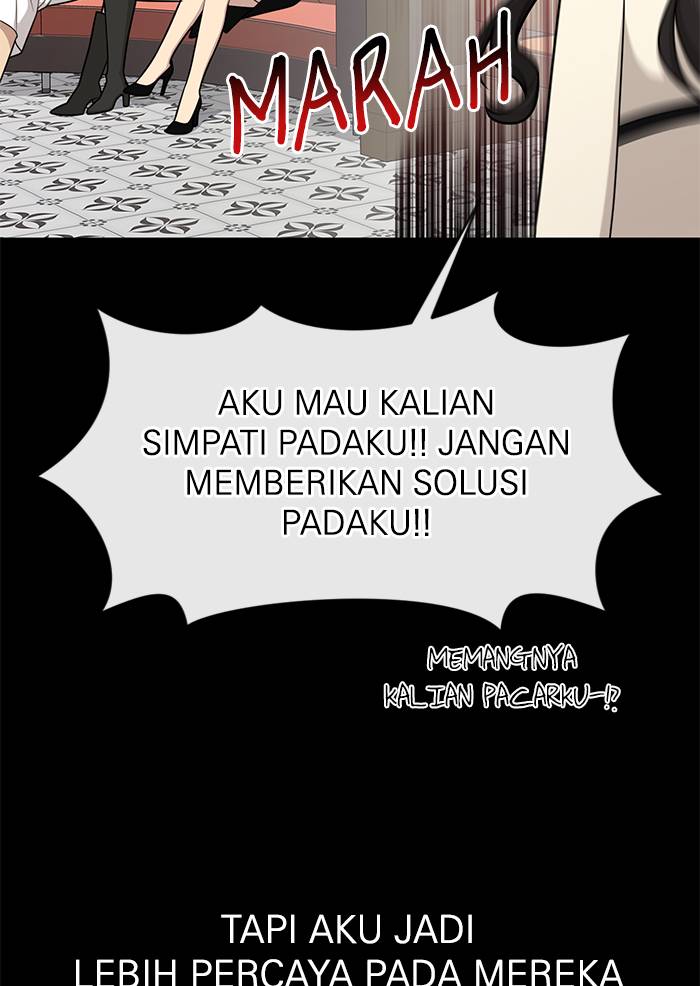 MARAH
AKU MAU KALIAN
SIMPATI PADAKU!! JANGAN
MEMBERIKAN SOLUSI
PADAKU!!
MEMANGNYA
KALIAN PACARKU-!?
TAPI AKU JADI
LEBIH PERCAYA PADA MEREKA